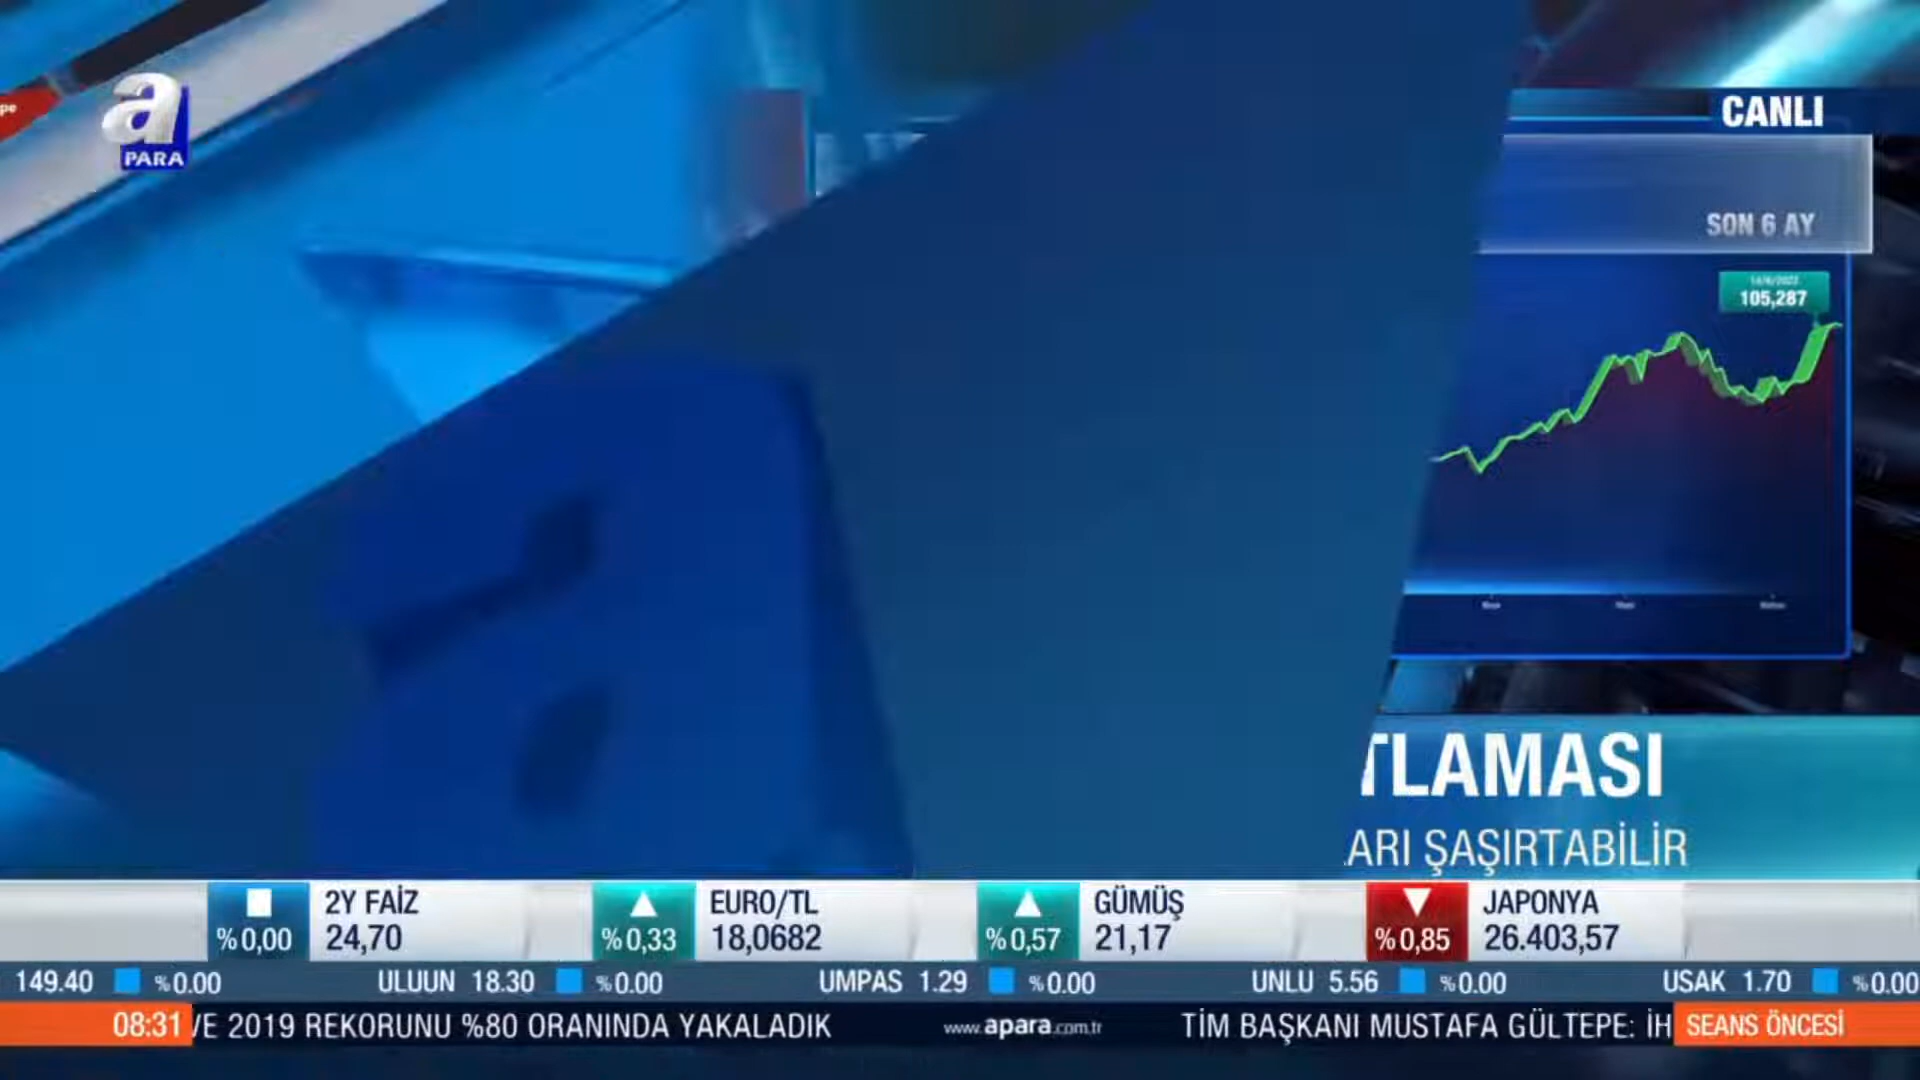 pe
a
PARA
CANLI
SON 6 AY
105,287
TLAMASI
ARI ŞAŞIRTABİLİR
%0,00 2Y FAİZ 24,70
%0,33 EURO/TL 18,0682
%0,57 GÜMÜŞ 21,17
%0,85 JAPONYA 26.403,57
149.40 %0.00 ULUUN 18.30 %0.00 UMPAS 1.29 %0.00 UNLU 5.56 %0.00 USAK 1.70 %0.00
08:31 VE 2019 REKORUNU %80 ORANINDA YAKALADIK www.apara.com.tr TİM BAŞKANI MUSTAFA GÜLTEPE: İH SEANS ÖNCESİ